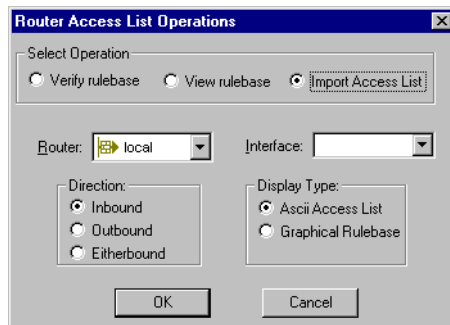 Router Access List Operations
Select Operation
Verify rulebase View rulebase Import Access List
Router: local Interface:
Direction: Display Type:
Inbound Ascii Access List
Outbound Graphical Rulebase
Eitherbound
OK Cancel